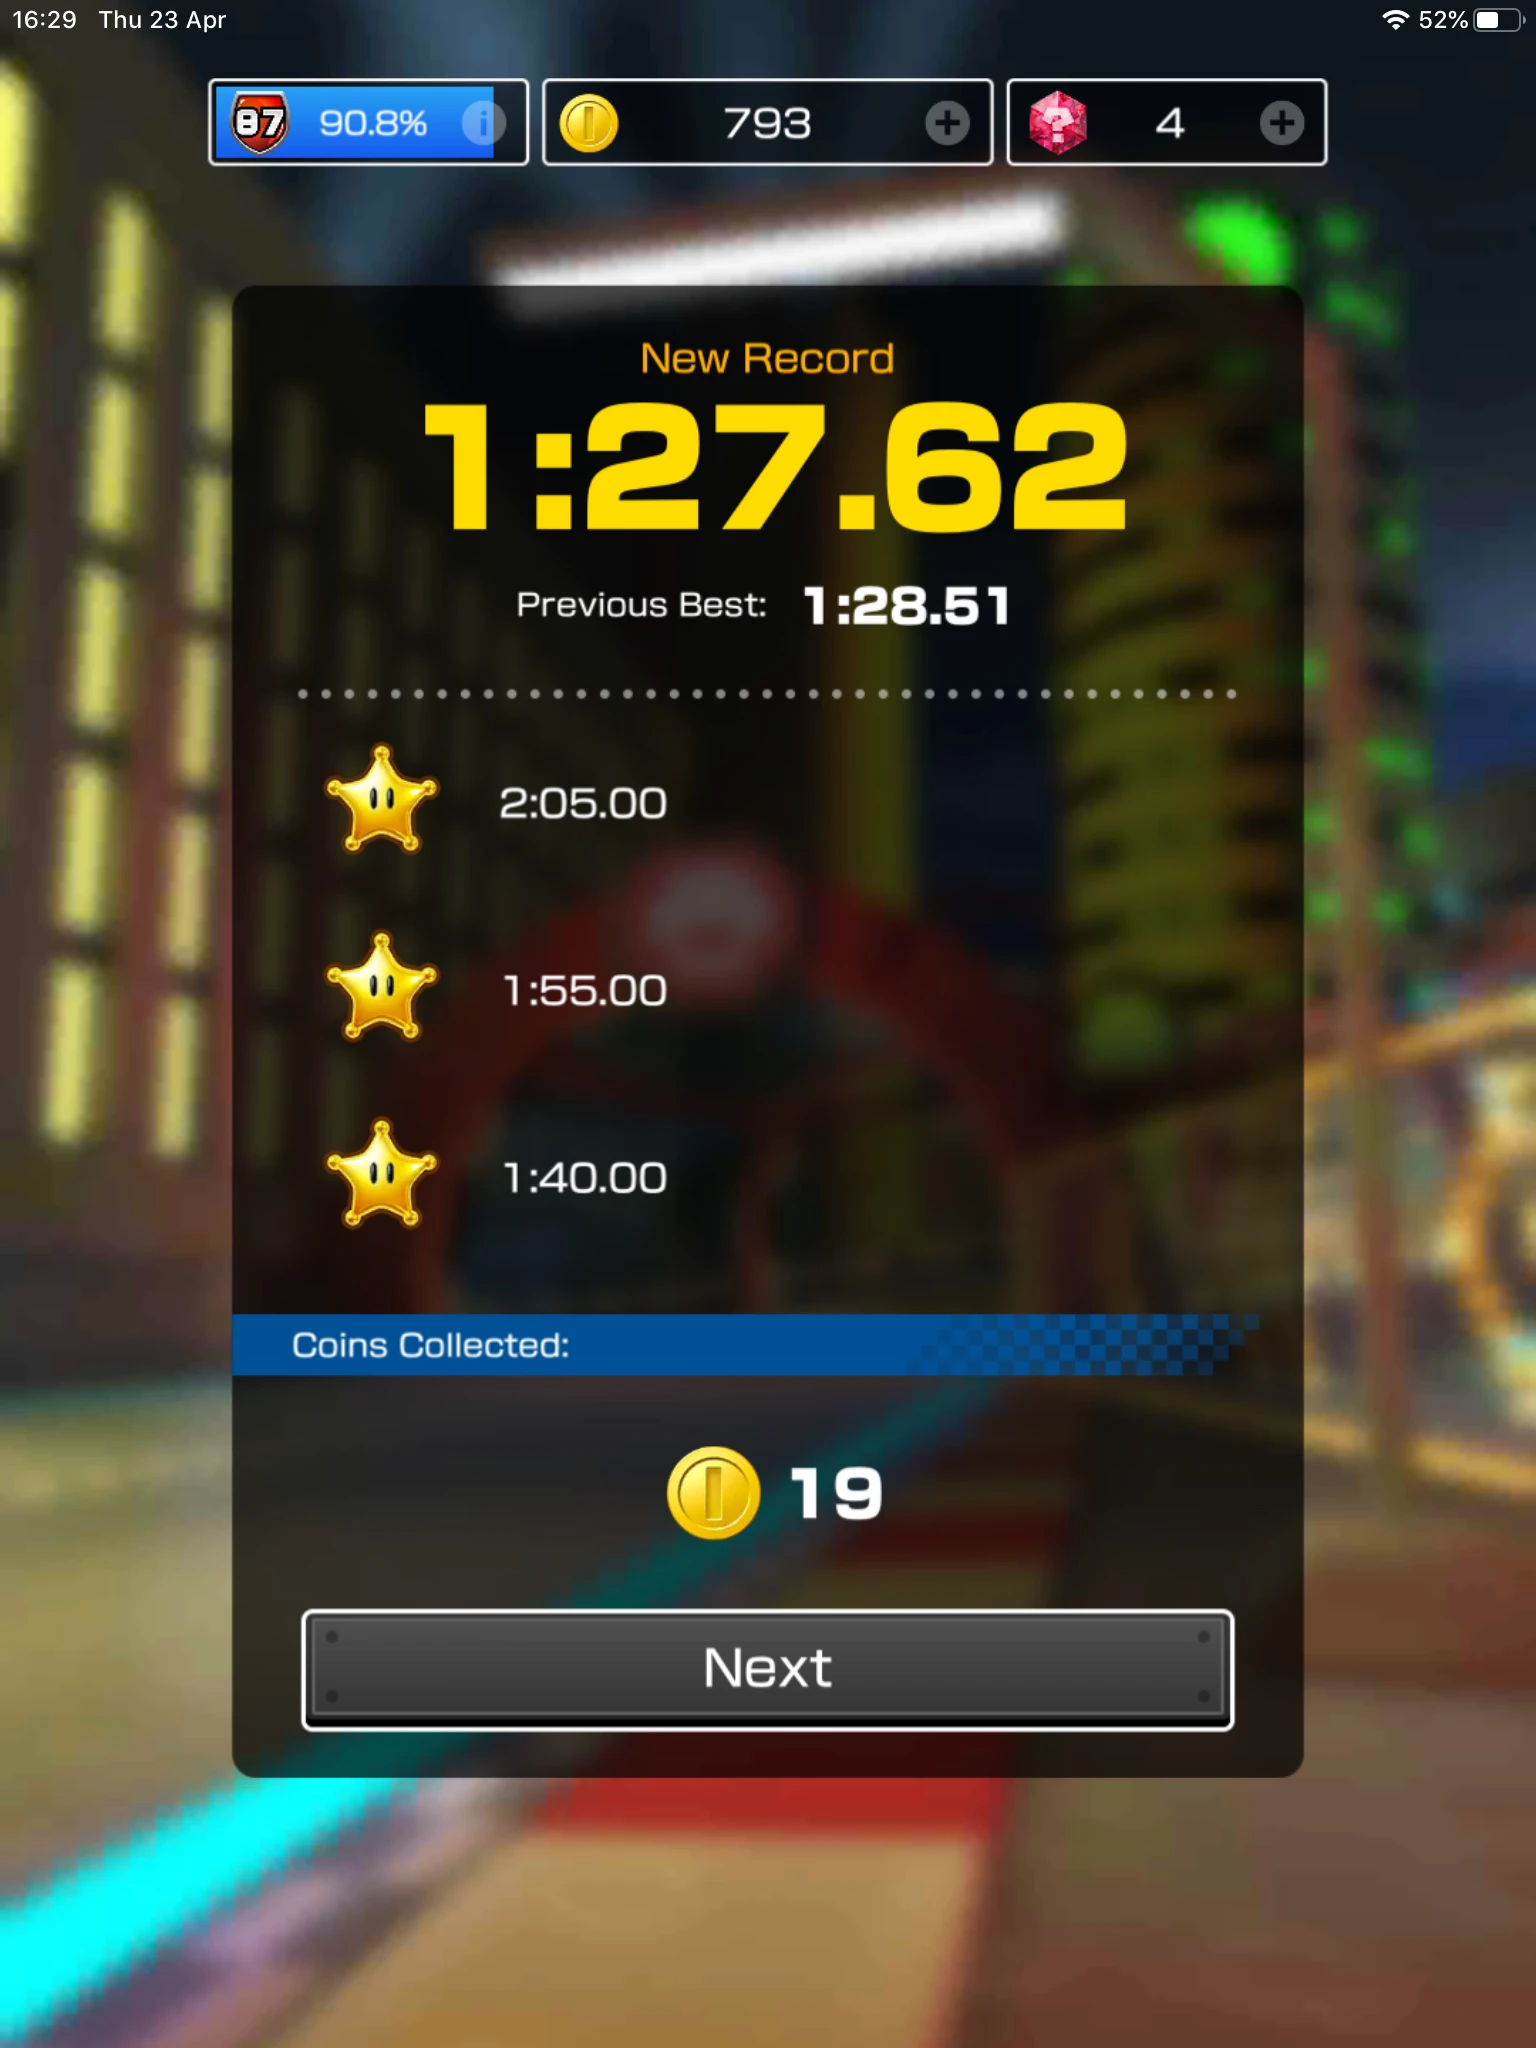 16:29 Thu 23 Apr 52%
87 90.8% i 793 + ? 4 +
New Record
1:27.62
Previous Best: 1:28.51
2:05.00
1:55.00
1:40.00
Coins Collected:
19
Next